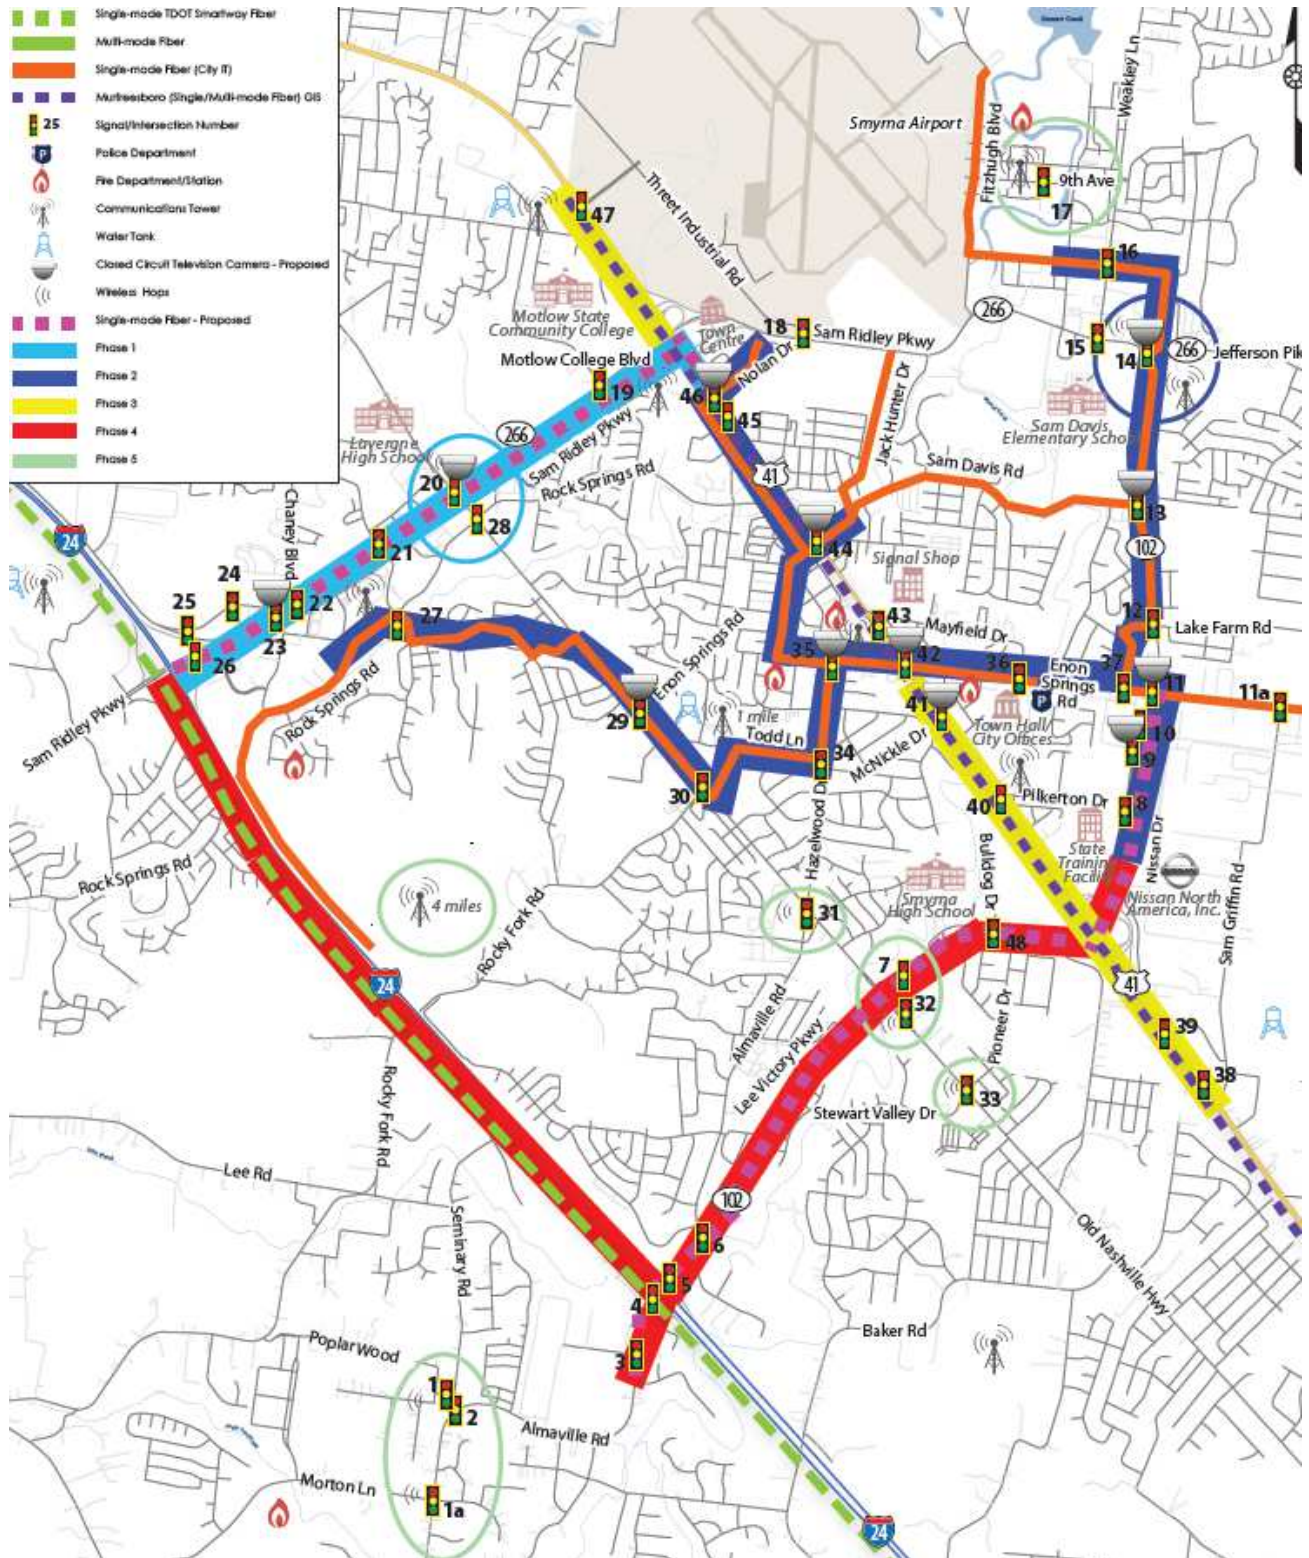 Single-mode TDOT Smartway Fiber
Multi-mode Fiber
Single-mode Fiber (City IT)
Murfreesboro (Single/Multi-mode Fiber) GIS
25 Signal/Intersection Number
P Police Department
Fire Department/Station
Communications Tower
Water Tank
Closed Circuit Television Camera - Proposed
Wireless Hops
Single-mode Fiber - Proposed
Phase 1
Phase 2
Phase 3
Phase 4
Phase 5
Weakley Ln
Smyrna Airport
Fitzhugh Blvd
9th Ave
17
47
Threet Industrial Rd
16
Motlow State
Community College
Town
Centre
18
Sam Ridley Pkwy
266
15
14
266
Jefferson Pik
Motlow College Blvd
Nolan Dr
19
46
45
Jack Hunter Dr
Sam Davis
Elementary Schoo
Lavergne
High School
266
Sam Ridley Pkwy
Rock Springs Rd
41
Sam Davis Rd
20
28
13
24
Chaney Blvd
21
44
Signal Shop
102
24
25
22
23
26
27
43
Mayfield Dr
12
Lake Farm Rd
Enon Springs Rd
35
42
36
Enon
Springs
Rd
37
11
11a
P
Sam Ridley Pkwy
Rock Springs Rd
29
1 mile
Todd Ln
41
Town Hall/
City Offices
10
9
34
McNickle Dr
30
40
Pilkerton Dr
8
Hazelwood Dr
Bulldog Dr
State
Training
Facili
Nissan Dr
Rock Springs Rd
4 miles
Rocky Fork Rd
31
Smyrna
High School
Nissan North
America, Inc.
Sam Griffin Rd
48
7
32
24
41
Almaville Rd
Lee Victory Pkwy
Pioneer Dr
39
38
33
Stewart Valley Dr
Rocky Fork Rd
Lee Rd
102
Seminary Rd
6
Old Nashville Hwy
5
4
Baker Rd
Poplar Wood
3
1
2
Almaville Rd
Morton Ln
1a
24